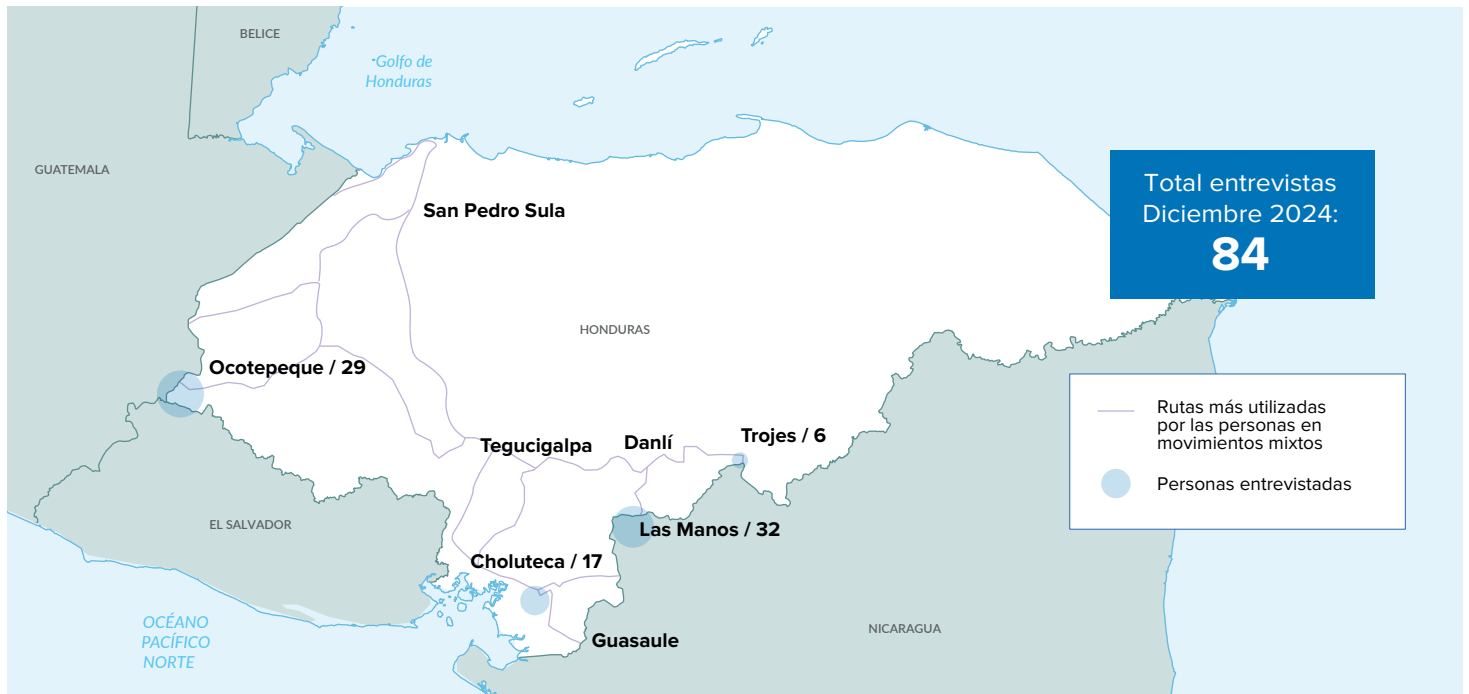 BELICE
Golfo de
Honduras
GUATEMALA
San Pedro Sula
Total entrevistas
Diciembre 2024:
84
HONDURAS
Ocotepeque / 29
Rutas más utilizadas
por las personas en
movimientos mixtos
Personas entrevistadas
Tegucigalpa
Danlí
Trojes / 6
EL SALVADOR
Las Manos / 32
Choluteca / 17
OCÉANO
PACÍFICO
NORTE
Guasaule
NICARAGUA